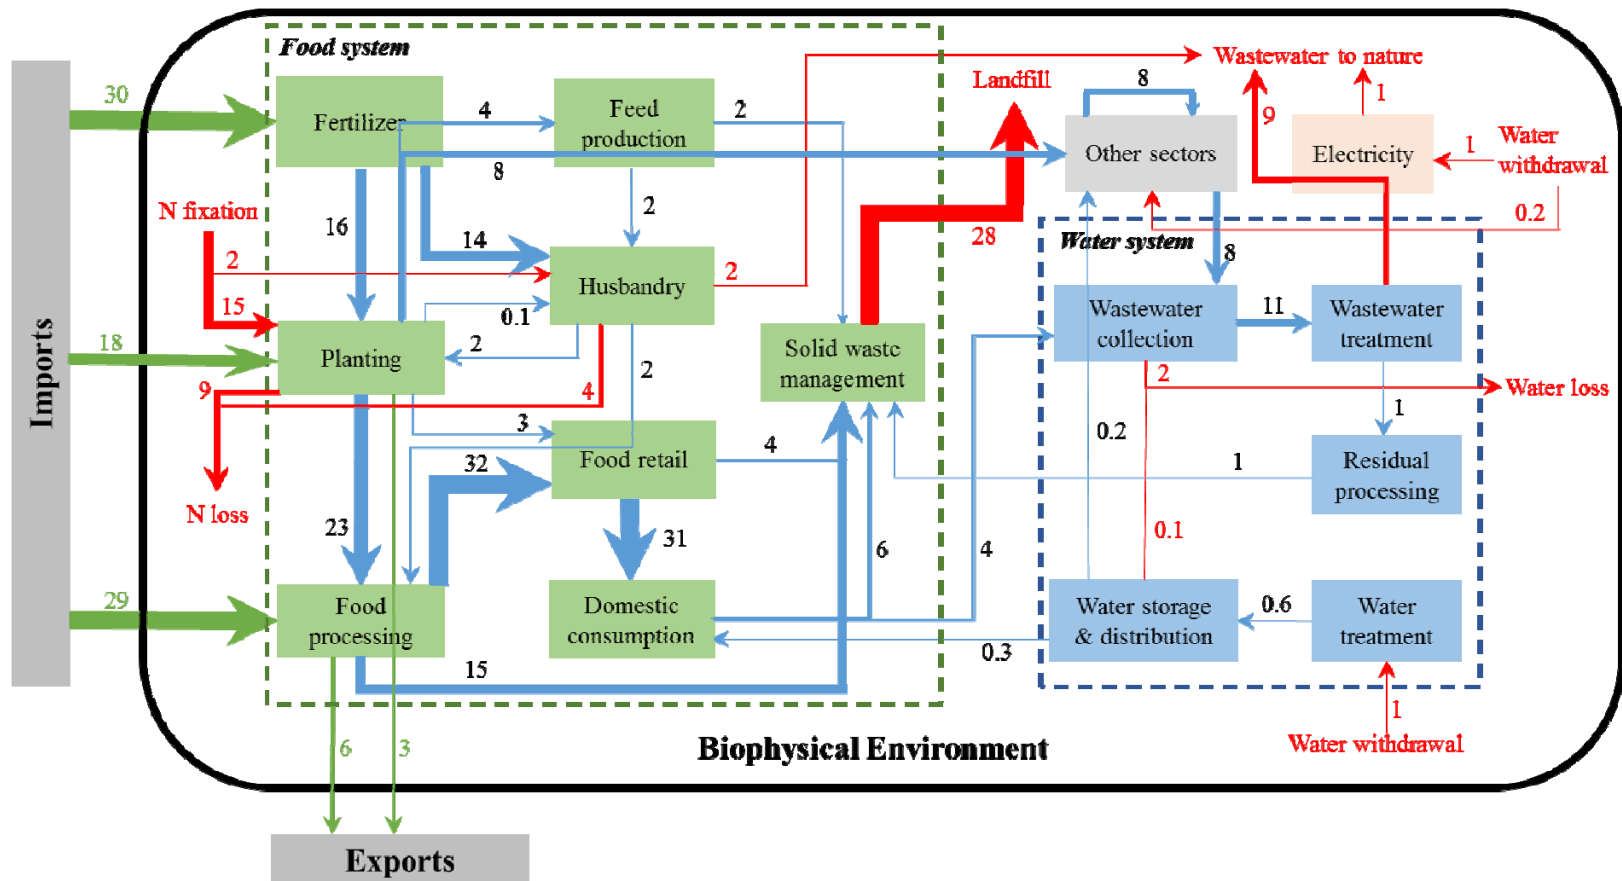 Food system
Wastewater to nature
Landfill
30
Fertilizer
4
Feed
production
2
8
1
9
Other sectors
Electricity
1
Water
withdrawal
8
N fixation
16
2
14
0.2
28
Water system
8
2
Husbandry
2
15
0.1
Wastewater
collection
11
Wastewater
treatment
18
Planting
2
2
Solid waste
management
9
4
2
Water loss
3
1
0.2
Imports
32
Food retail
4
1
Residual
processing
N loss
23
31
6
4
0.1
29
Food
processing
Domestic
consumption
Water storage
& distribution
0.6
Water
treatment
0.3
15
6
3
1
Biophysical Environment
Water withdrawal
Exports